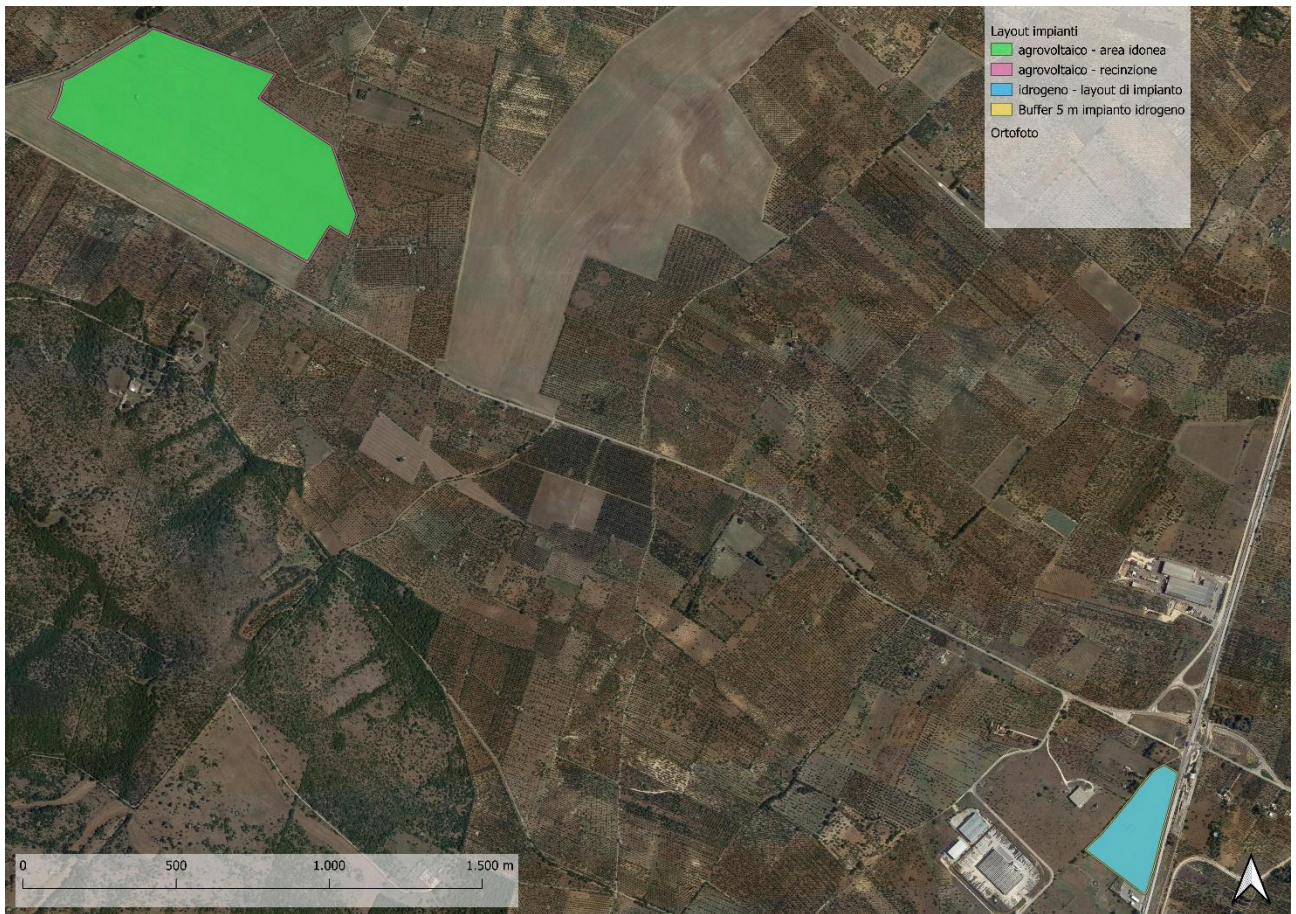 Layout impianti
agrovoltaico - area idonea
agrovoltaico - recinzione
idrogeno - layout di impianto
Buffer 5 m impianto idrogeno
Ortofoto
0 500 1.000 1.500 m